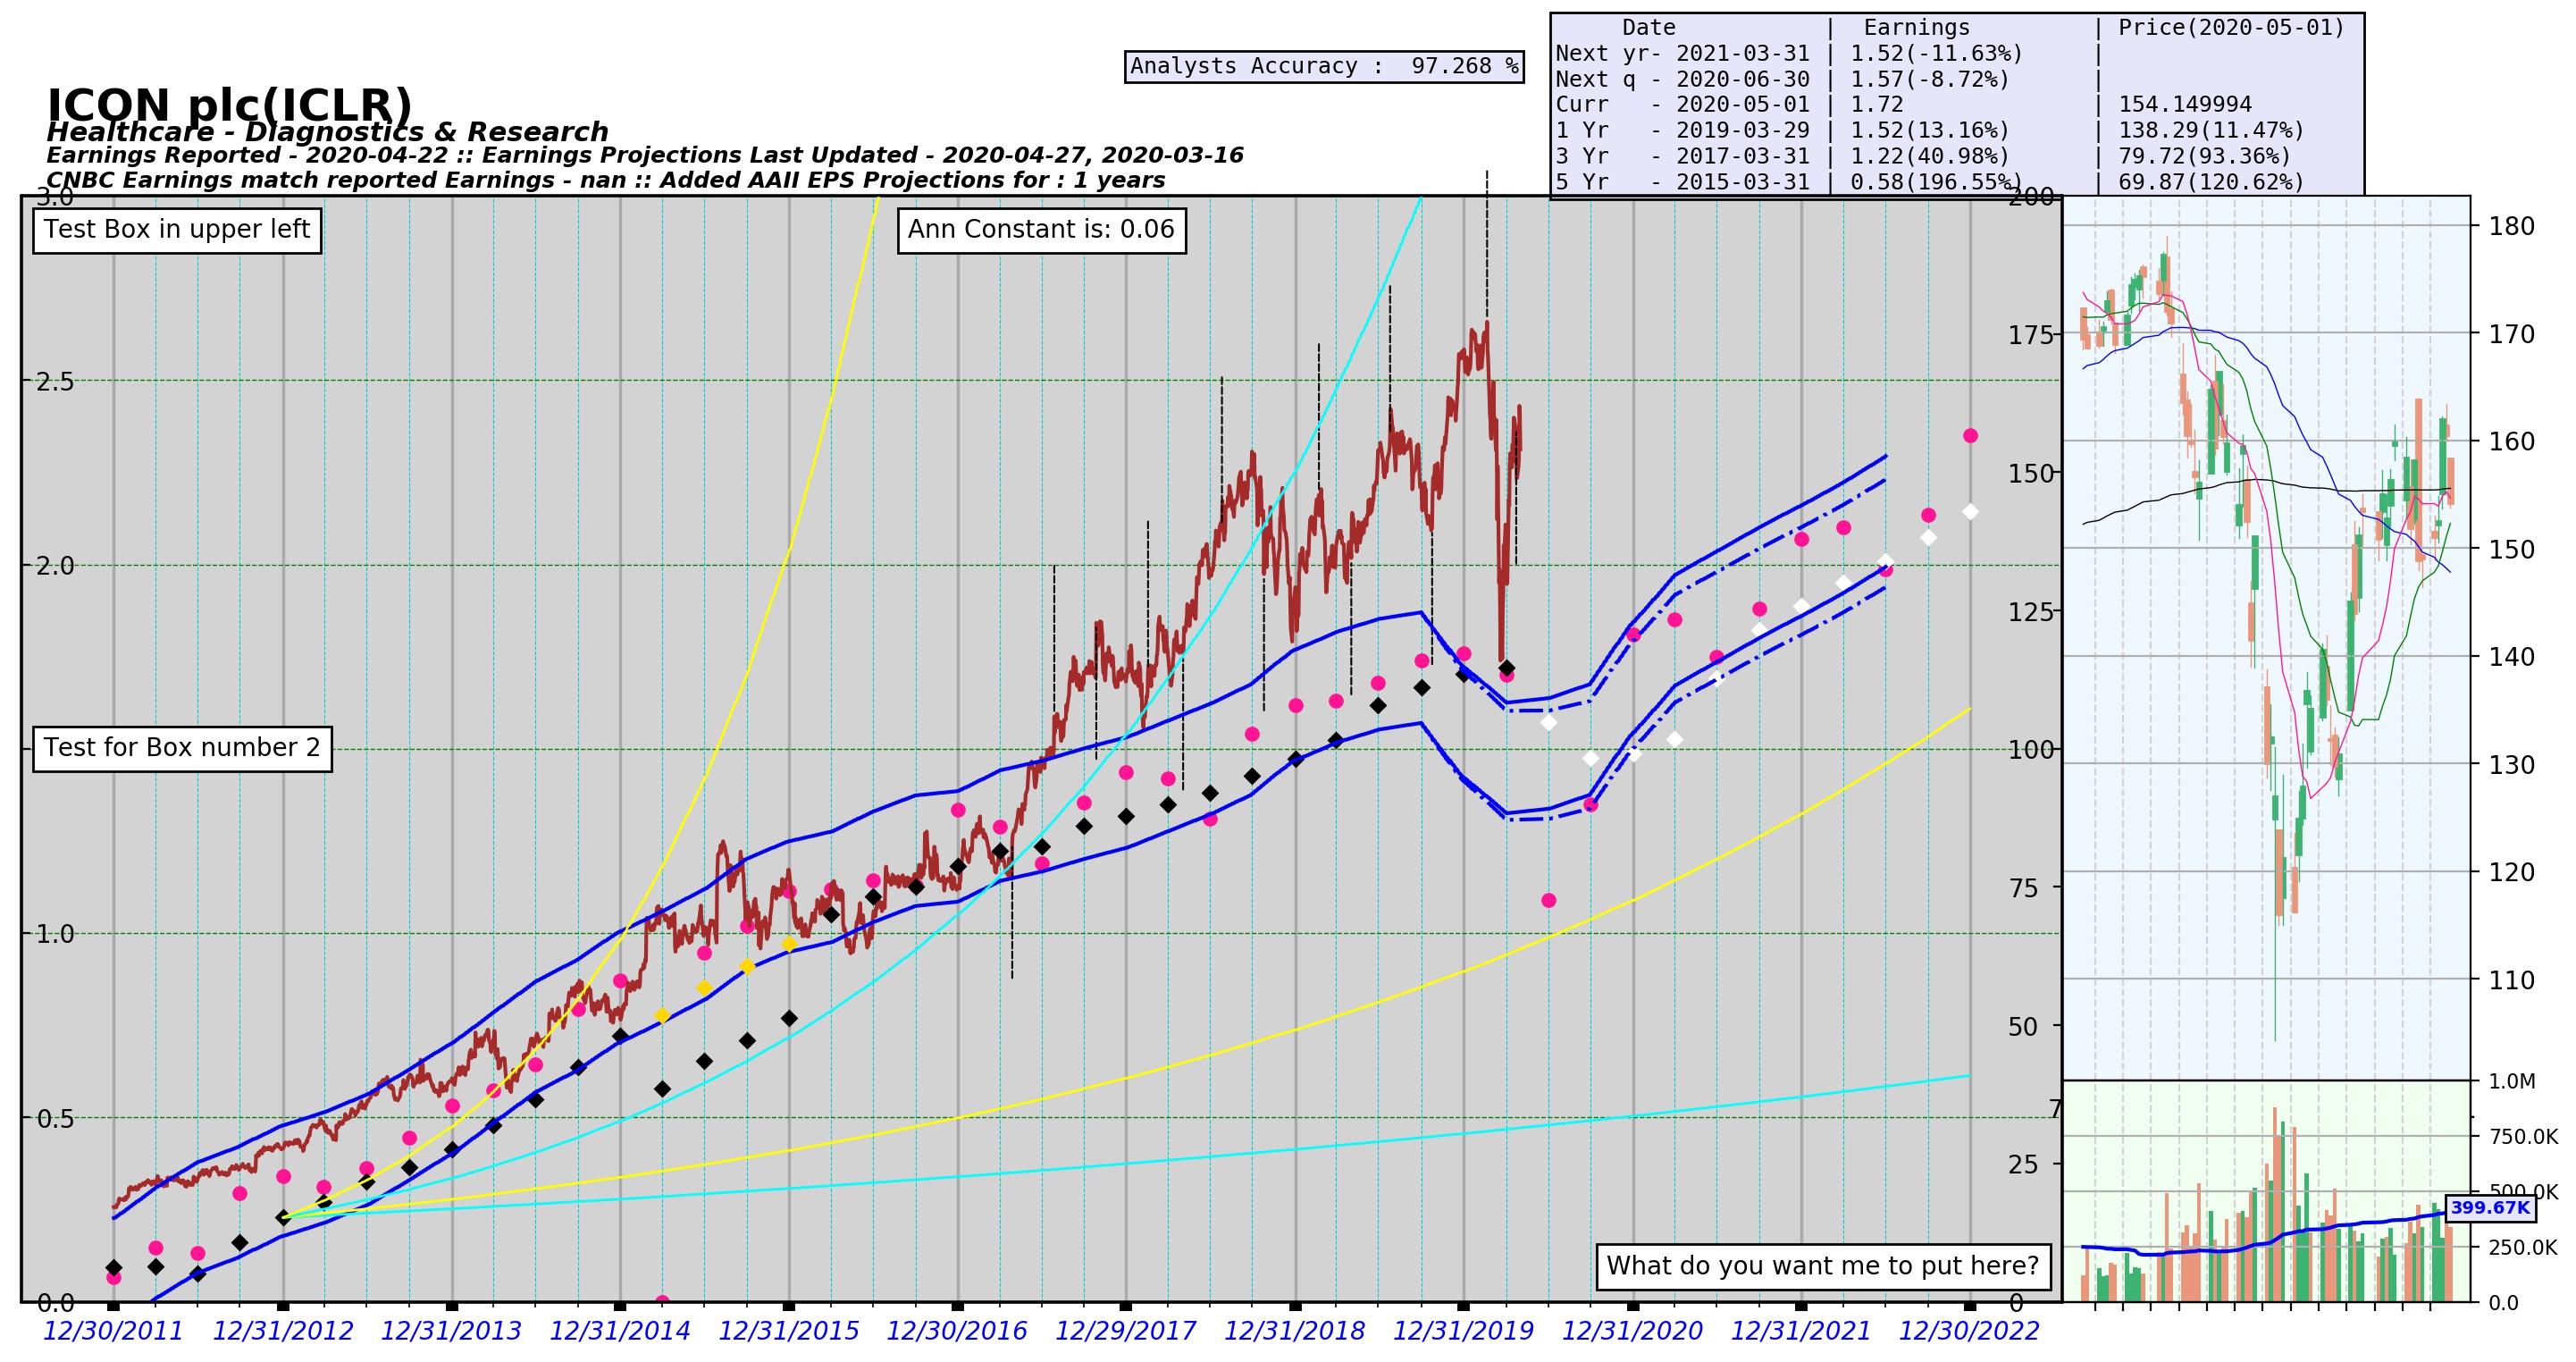 Date | Earnings | Price(2020-05-01)
Next yr- 2021-03-31 | 1.52(-11.63%) |
Next q - 2020-06-30 | 1.57(-8.72%) |
Curr - 2020-05-01 | 1.72 | 154.149994
1 Yr - 2019-03-29 | 1.52(13.16%) | 138.29(11.47%)
3 Yr - 2017-03-31 | 1.22(40.98%) | 79.72(93.36%)
5 Yr - 2015-03-31 | 0.58(196.55%) | 69.87(120.62%)
Analysts Accuracy : 97.268 %
ICON plc(ICLR)
Healthcare - Diagnostics & Research
Earnings Reported - 2020-04-22 :: Earnings Projections Last Updated - 2020-04-27, 2020-03-16
CNBC Earnings match reported Earnings - nan :: Added AAII EPS Projections for : 1 years
Test Box in upper left
Ann Constant is: 0.06
Test for Box number 2
What do you want me to put here?
3.0
2.5
2.0
1.0
0.5
0.0
200
175
150
125
100
75
50
25
0
7
180
170
160
150
140
130
120
110
1.0M
750.0K
500.0K
399.67K
250.0K
0.0
12/30/2011 12/31/2012 12/31/2013 12/31/2014 12/31/2015 12/30/2016 12/29/2017 12/31/2018 12/31/2019 12/31/2020 12/31/2021 12/30/2022